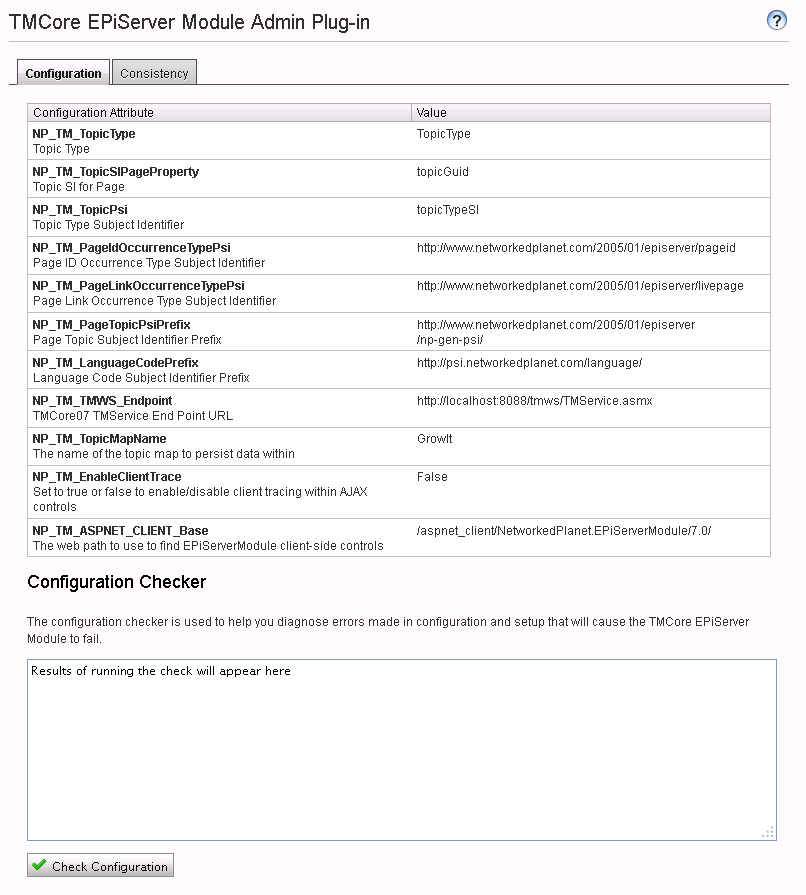 TMCore EPiServer Module Admin Plug-in
?
Configuration
Consistency
Configuration Attribute
Value
NP_TM_TopicType
TopicType
Topic Type
NP_TM_TopicSIPageProperty
topicGuid
Topic SI for Page
NP_TM_TopicPsi
topicTypeSI
Topic Type Subject Identifier
NP_TM_PageIdOccurrenceTypePsi
http://www.networkedplanet.com/2005/01/episerver/pageid
Page ID Occurrence Type Subject Identifier
NP_TM_PageLinkOccurrenceTypePsi
http://www.networkedplanet.com/2005/01/episerver/livepage
Page Link Occurrence Type Subject Identifier
NP_TM_PageTopicPsiPrefix
http://www.networkedplanet.com/2005/01/episerver
Page Topic Subject Identifier Prefix
/np-gen-psi/
NP_TM_LanguageCodePrefix
http://psi.networkedplanet.com/language/
Language Code Subject Identifier Prefix
NP_TM_TMWS_Endpoint
http://localhost:8088/tmws/TMService.asmx
TMCore07 TMService End Point URL
NP_TM_TopicMapName
GrowIt
The name of the topic map to persist data within
NP_TM_EnableClientTrace
False
Set to true or false to enable/disable client tracing within AJAX
controls
NP_TM_ASPNET_CLIENT_Base
/aspnet_client/NetworkedPlanet.EPiServerModule/7.0/
The web path to use to find EPiServerModule client-side controls
Configuration Checker
The configuration checker is used to help you diagnose errors made in configuration and setup that will cause the TMCore EPiServer
Module to fail.
Results of running the check will appear here
Check Configuration